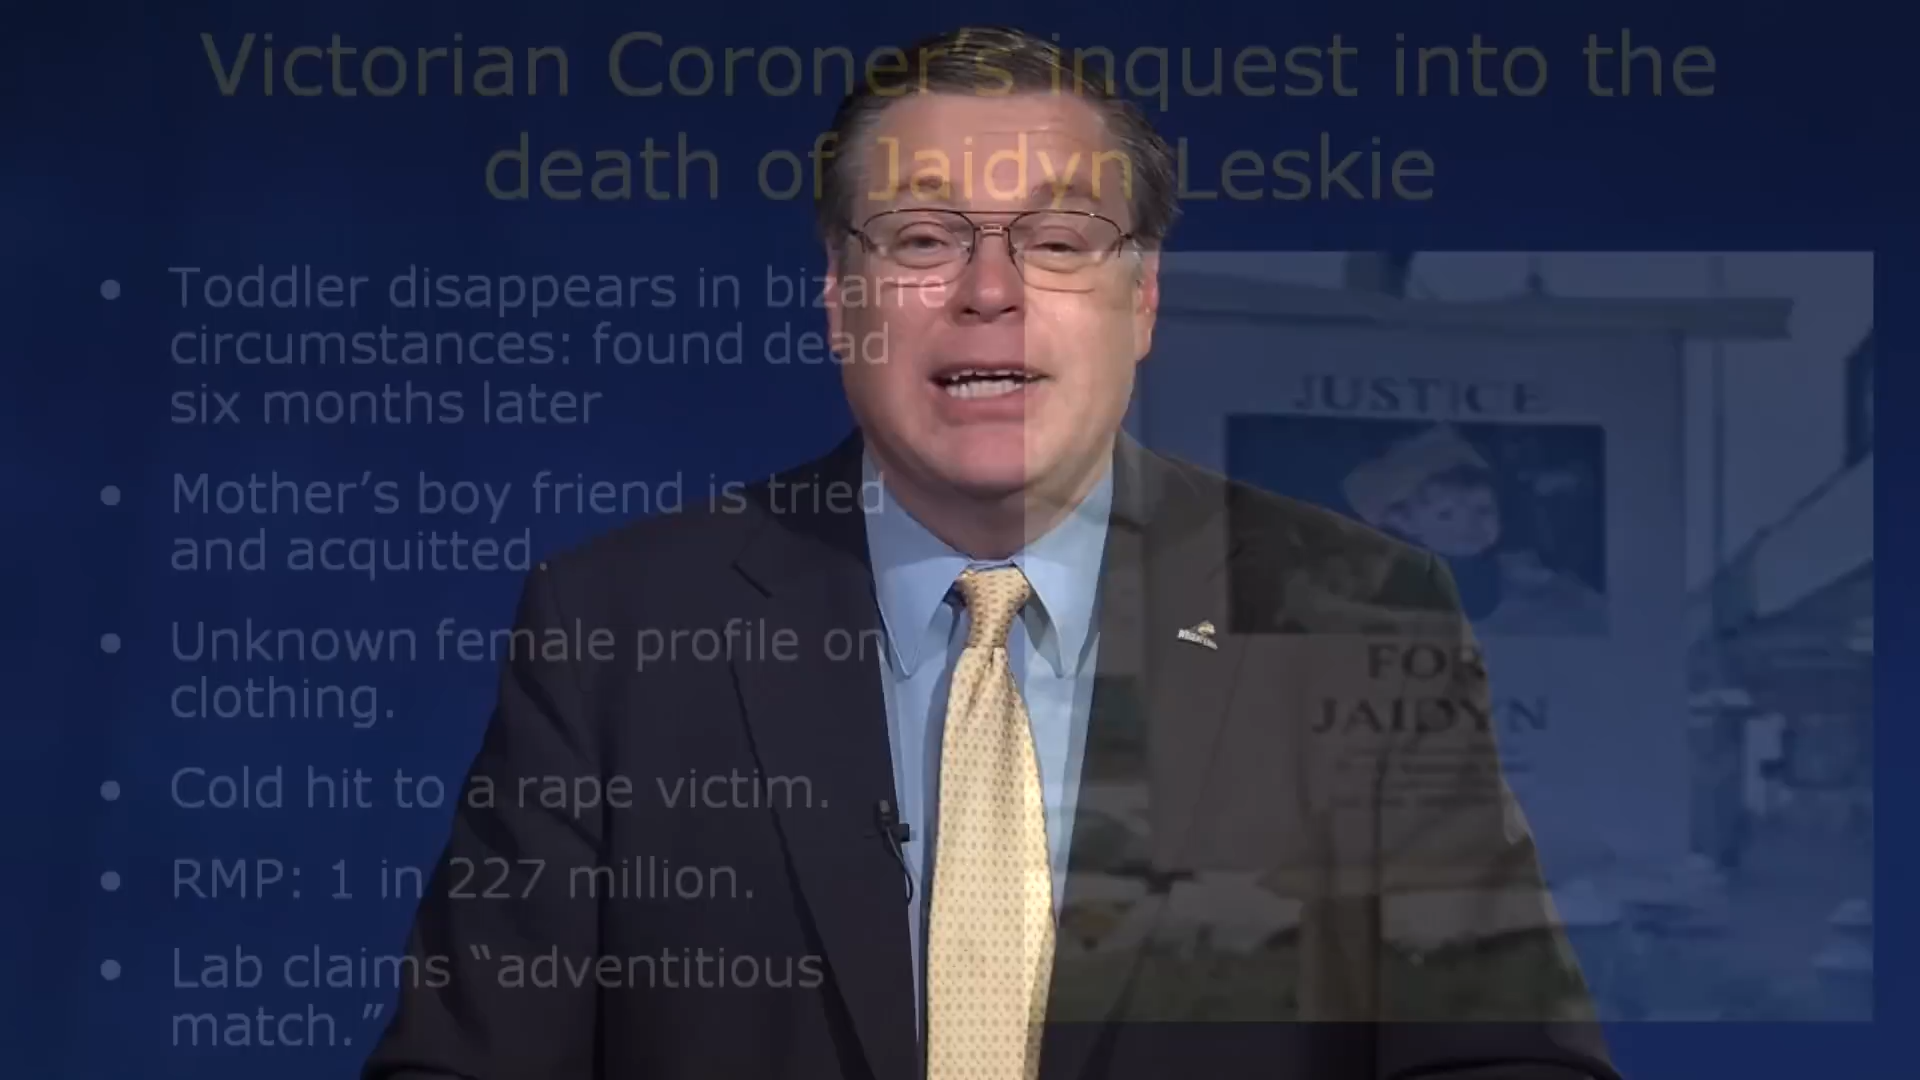 Victorian Coroner's inquest into the
death of Jaidyn Leskie
• Toddler disappears in bizarre
circumstances: found dead
six months later
• Mother’s boy friend is tried
and acquitted.
• Unknown female profile on
clothing.
• Cold hit to a rape victim.
• RMP: 1 in 227 million.
• Lab claims “adventitious
match.”
JUSTICE
FOR
JAIDYN